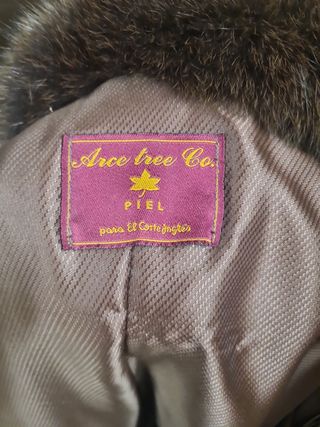 Arce tree Co.
PIEL
para El Corte Inglés